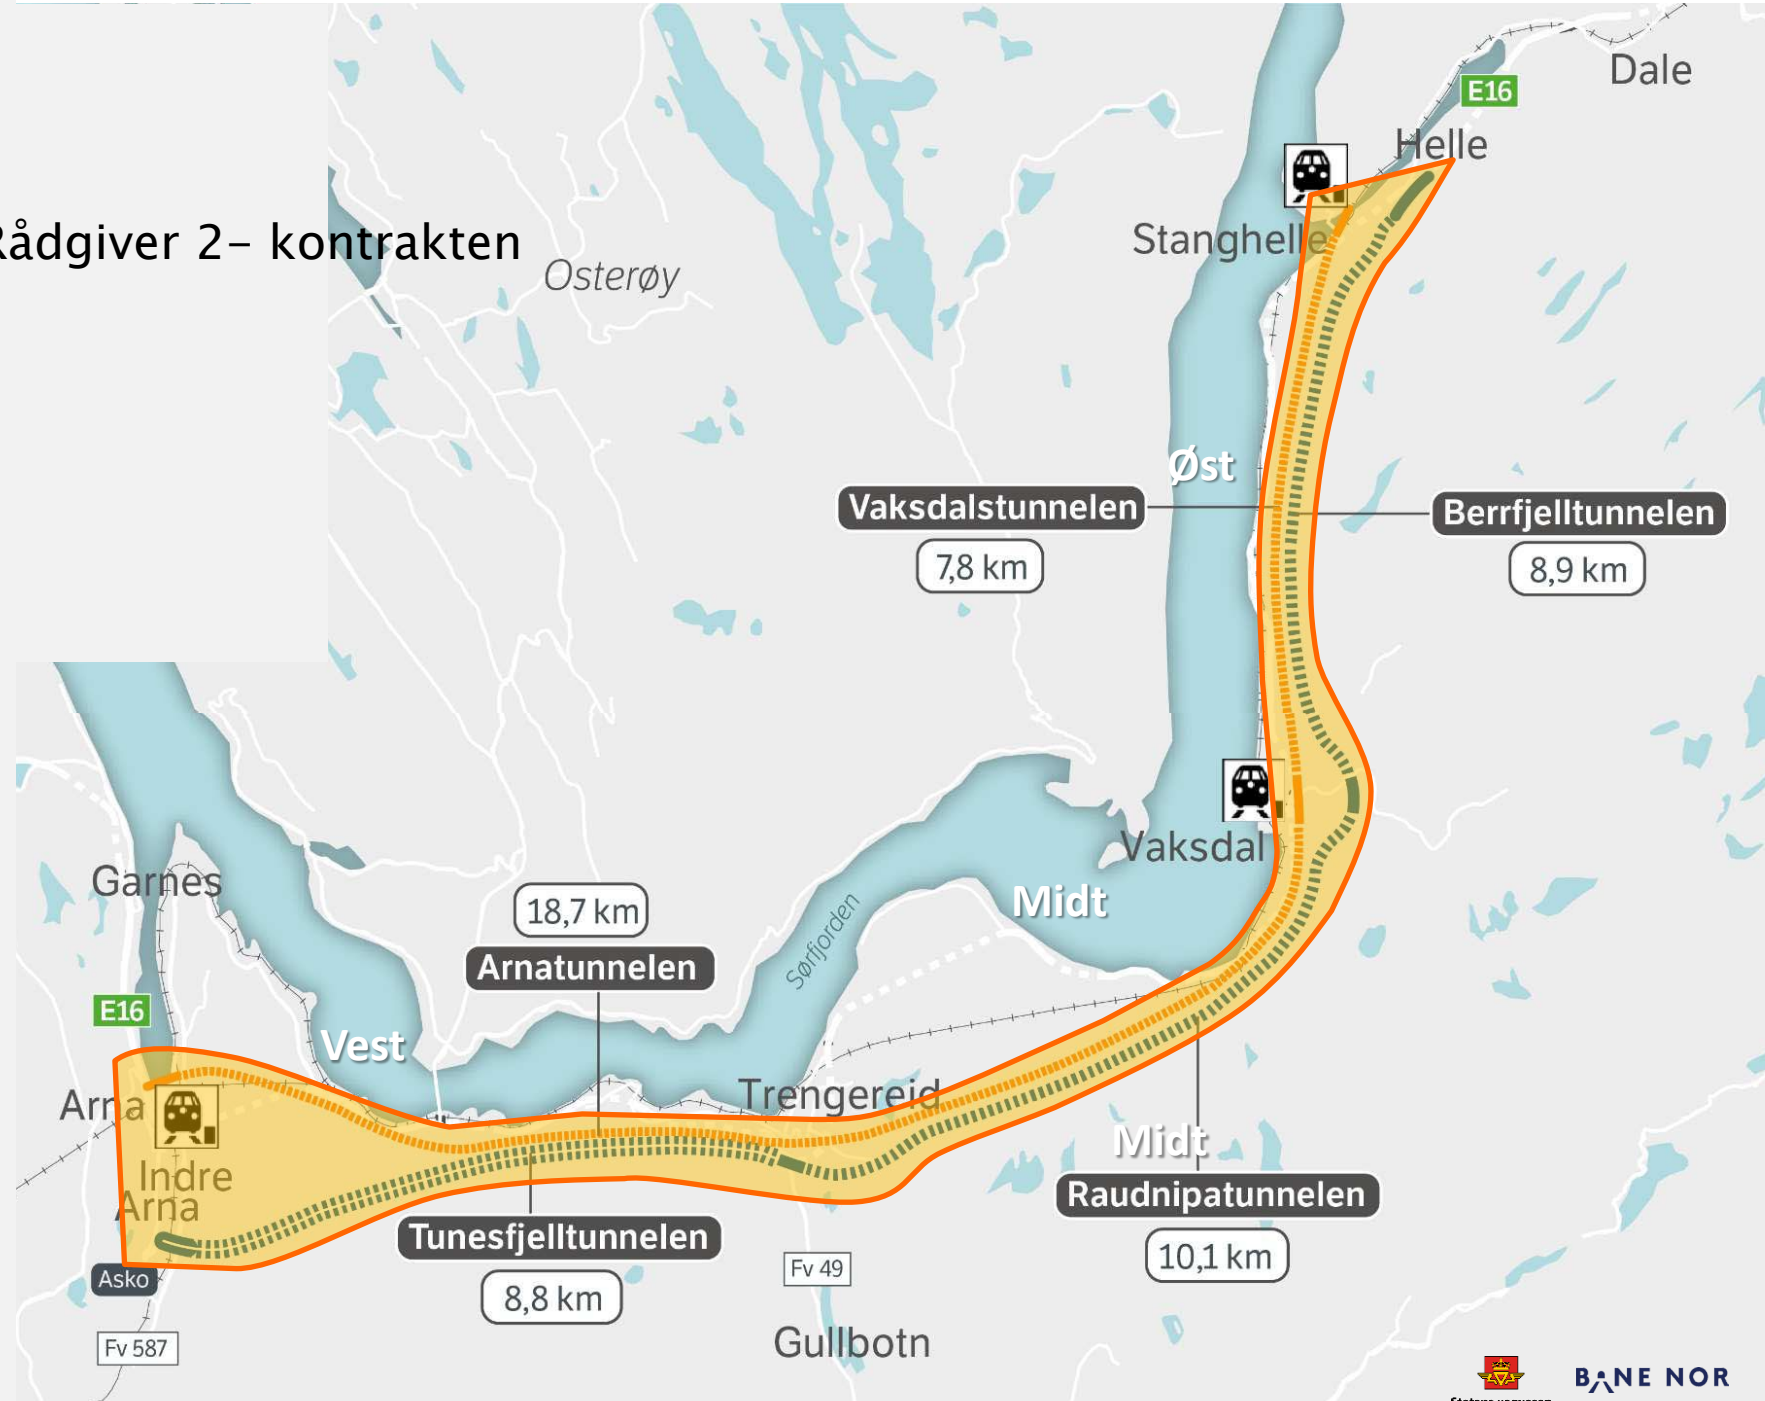 Dale
E16
Helle
Stanghelle
Rådgiver 2- kontrakten
Osterøy
Øst
Vaksdalstunnelen
7,8 km
Berrfjelltunnelen
8,9 km
Vaksdal
Garnes
18,7 km
Arnatunnelen
Sørfjorden
Midt
E16
Vest
Arna
Trengereid
Midt
Indre
Arna
Raudnipatunnelen
10,1 km
Tunesfjelltunnelen
8,8 km
Asko
Fv 49
Fv 587
Gullbotn
BANE NOR